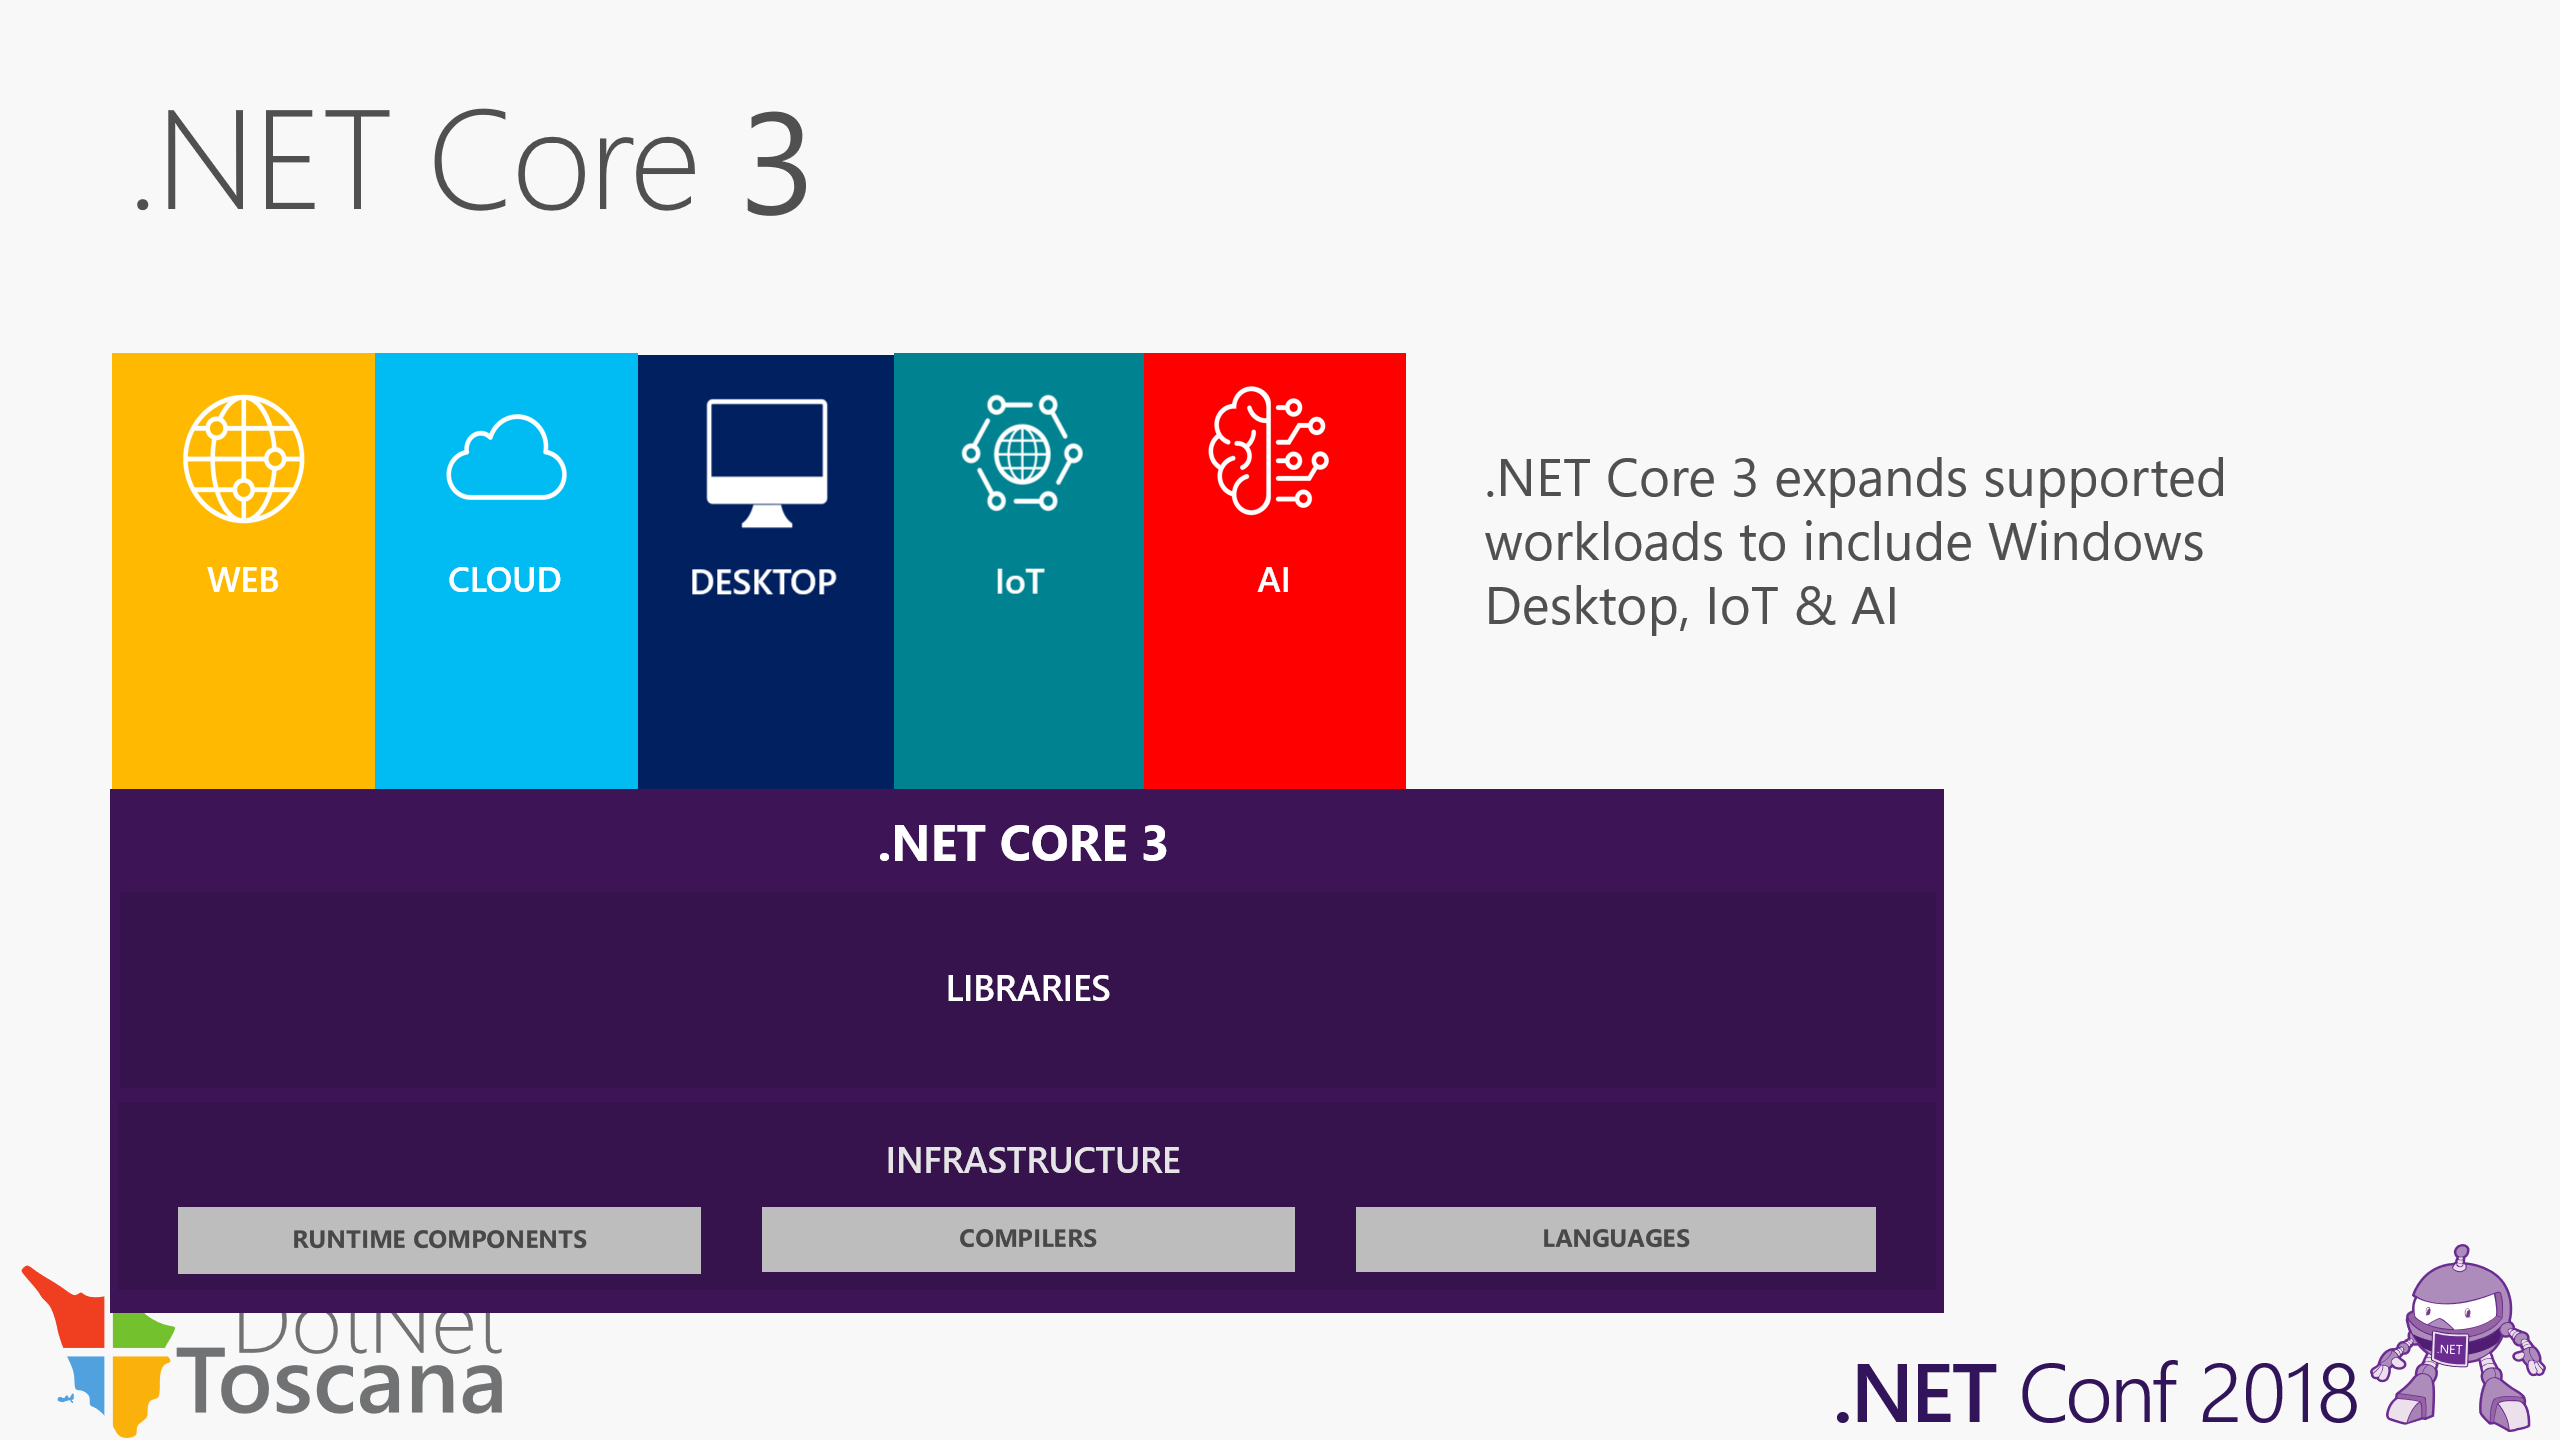 .NET Core 3
WEB
CLOUD
DESKTOP
IoT
AI
.NET Core 3 expands supported
workloads to include Windows
Desktop, IoT & AI
.NET CORE 3
LIBRARIES
INFRASTRUCTURE
RUNTIME COMPONENTS
COMPILERS
LANGUAGES
DotNet
Toscana
.NET Conf 2018
.NET